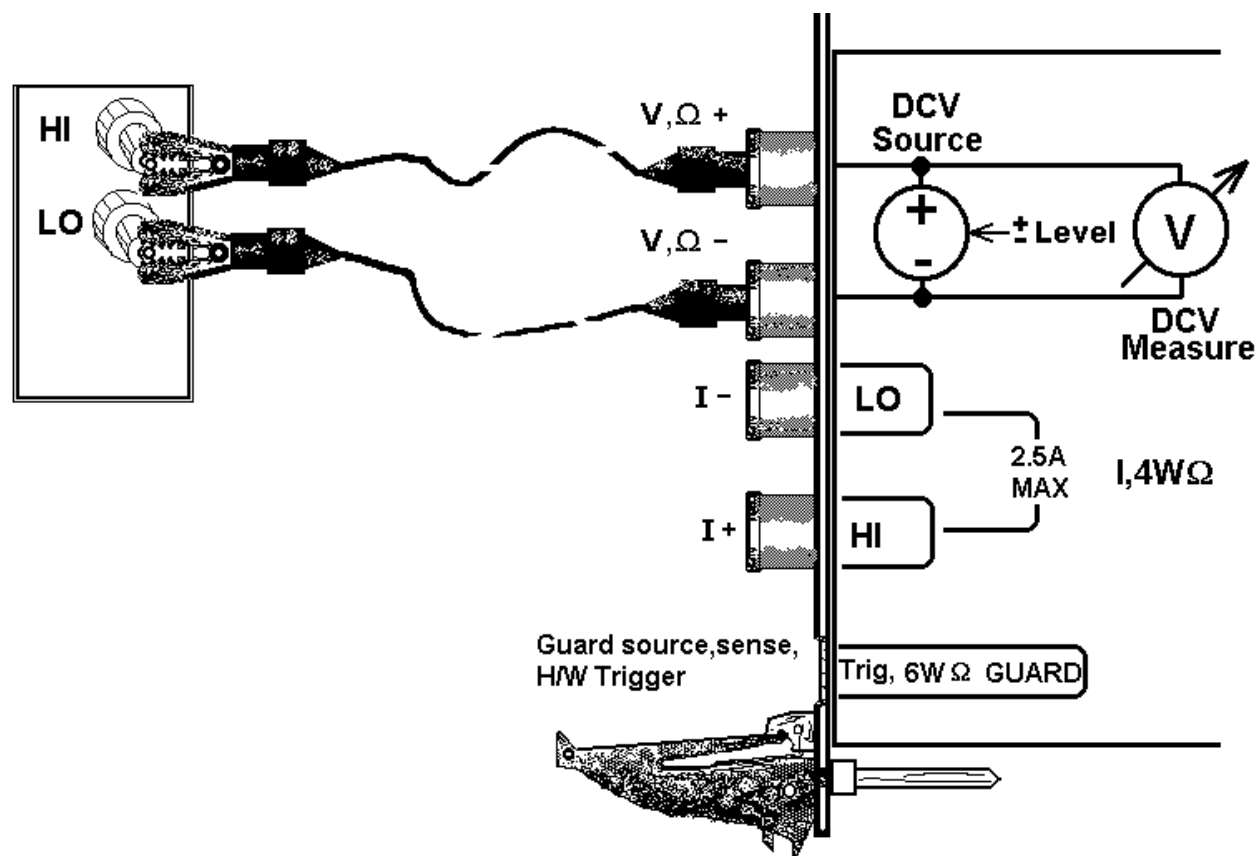 HI
LO
V,Ω +
V,Ω −
I −
I +
DCV
Source
+
-
± Level
V
DCV
Measure
LO
2.5A
MAX
I,4WΩ
HI
Guard source,sense,
H/W Trigger
Trig, 6W Ω GUARD